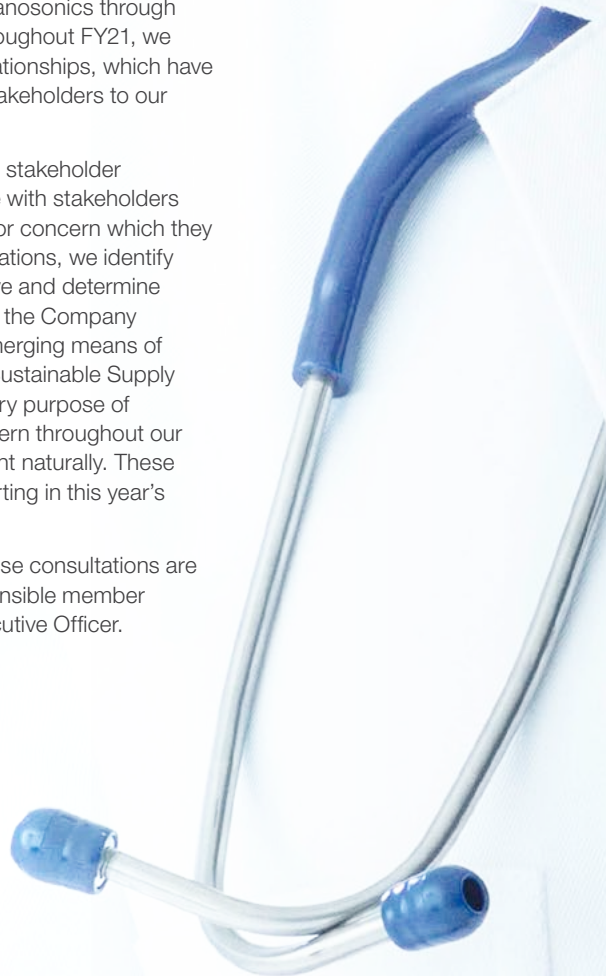 anosonics through
oughout FY21, we
ationships, which have
akeholders to our
stakeholder
with stakeholders
or concern which they
ations, we identify
e and determine
the Company
nerging means of
ustainable Supply
ry purpose of
ern throughout our
nt naturally. These
rting in this year's
se consultations are
nsible member
cutive Officer.